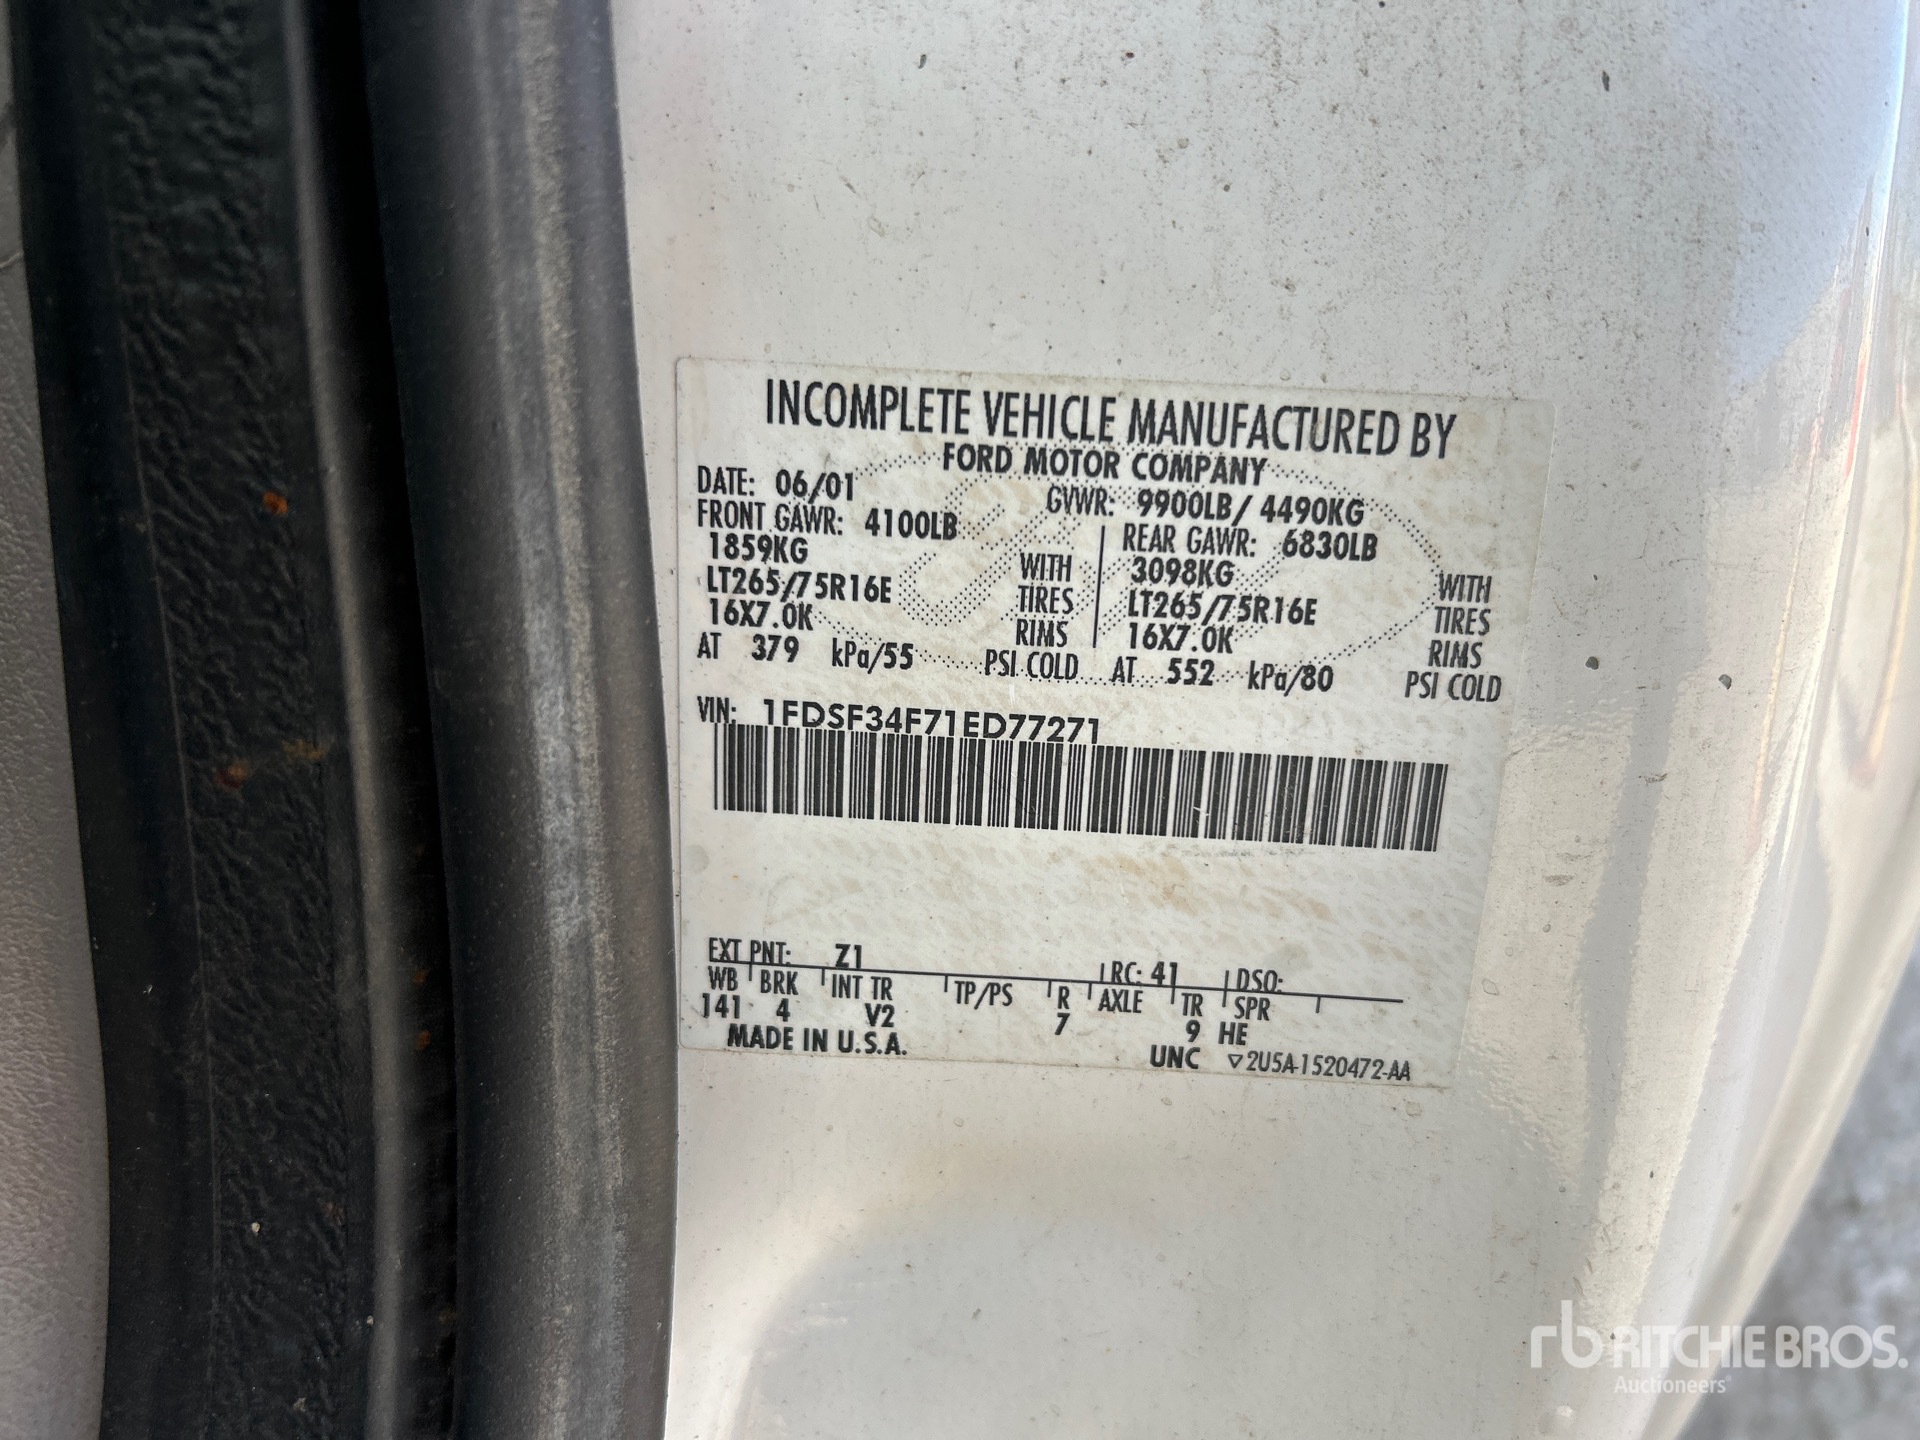 INCOMPLETE VEHICLE MANUFACTURED BY
FORD MOTOR COMPANY
DATE: 06/01 GVWR: 9900LB/ 4490KG
FRONT GAWR: 4100LB REAR GAWR: 6830LB
1859KG WITH 3098KG WITH
LT265/75R16E TIRES LT265/75R16E TIRES
16X7.0K RIMS 16X7.0K RIMS
AT 379 kPa/55 PSI COLD AT 552 kPa/80 PSI COLD
VIN: 1FDSF34F71ED77271
EXT PNT: Z1 RC: 41 DSO:
WB BRK INT TR TP/PS R AXLE TR SPR
141 4 V2 7 9 HE
MADE IN U.S.A. UNC ▽2U5A-1520472-AA
rb RITCHIE BROS.
Auctioneers